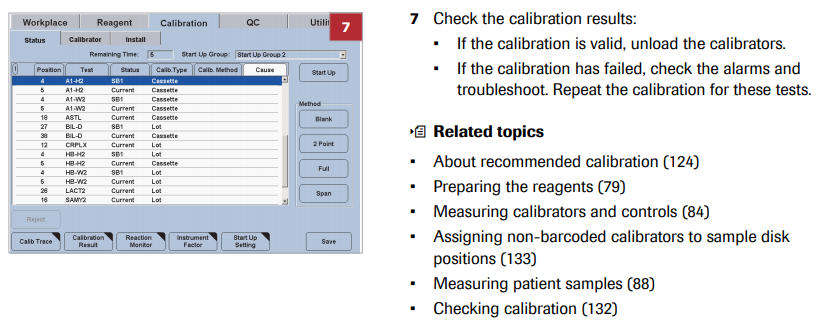 Workplace Reagent Calibration QC Utili
7
Status Calibrator Install
Remaining Time: 5 Start Up Group: Start Up Group 2
Position Test Status Calib.Type Calib. Method Cause
4 A1-H2 SB1 Cassette
5 A1-H2 Current Cassette
4 A1-W2 SB1 Cassette
5 A1-W2 Current Cassette
18 ASTL Current Cassette
27 BIL-D SB1 Lot
38 BIL-D Current Cassette
12 CRPLX Current Lot
4 HB-H2 SB1 Lot
5 HB-H2 Current Cassette
4 HB-W2 SB1 Lot
5 HB-W2 Current Lot
26 LACT2 Current Lot
16 SAMY2 Current Lot
Start Up
Method
Blank
2 Point
Full
Span
Reject
Calib Trace
Calibration
Result
Reaction
Monitor
Instrument
Factor
Start Up
Setting
Save
7 Check the calibration results:
▪ If the calibration is valid, unload the calibrators.
▪ If the calibration has failed, check the alarms and
troubleshoot. Repeat the calibration for these tests.
Related topics
▪ About recommended calibration (124)
▪ Preparing the reagents (79)
▪ Measuring calibrators and controls (84)
▪ Assigning non-barcoded calibrators to sample disk
positions (133)
▪ Measuring patient samples (88)
▪ Checking calibration (132)